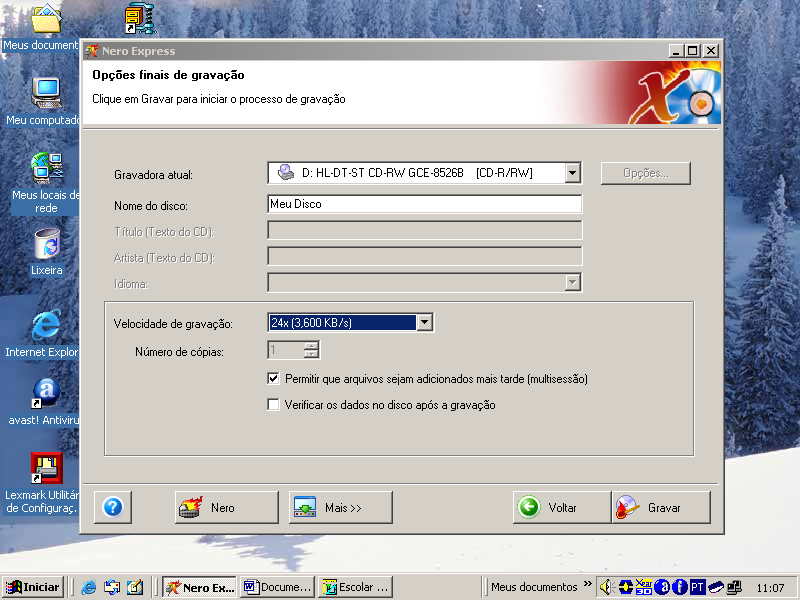 Meus document
Meu computado
Meus locais de
rede
Lixeira
Internet Explor
avast! Antiviru
Lexmark Utilitár
de Configuraç.
Nero Express
Opções finais de gravação
Clique em Gravar para iniciar o processo de gravação
Gravadora atual:
D: HL-DT-ST CD-RW GCE-8526B [CD-R/RW]
Opções...
Nome do disco:
Meu Disco
Título (Texto do CD):
Artista (Texto do CD):
Idioma:
Velocidade de gravação:
24x (3,600 KB/s)
Número de cópias:
1
Permitir que arquivos sejam adicionados mais tarde (multisessão)
Verificar os dados no disco após a gravação
Nero
Mais >>
Voltar
Gravar
Iniciar
Nero Ex...
Docume...
Escolar ...
Meus documentos »
PT
11:07